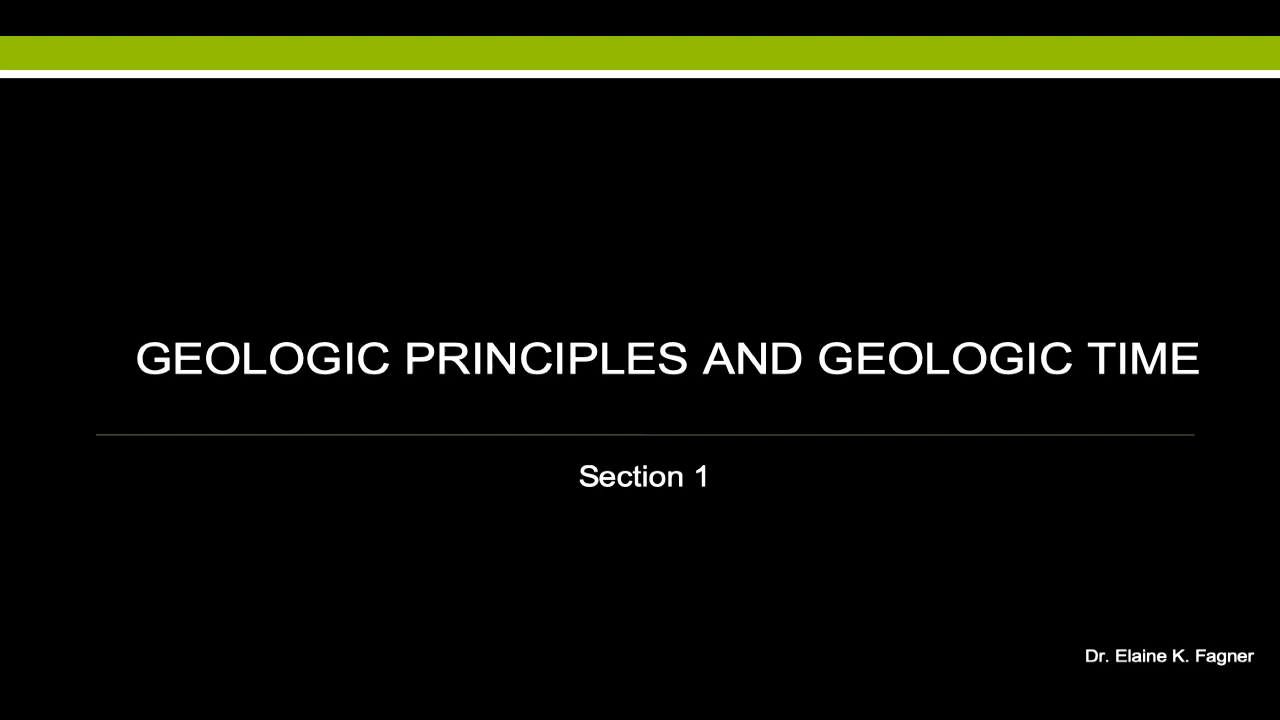 GEOLOGIC PRINCIPLES AND GEOLOGIC TIME
Section 1
Dr. Elaine K. Fagner